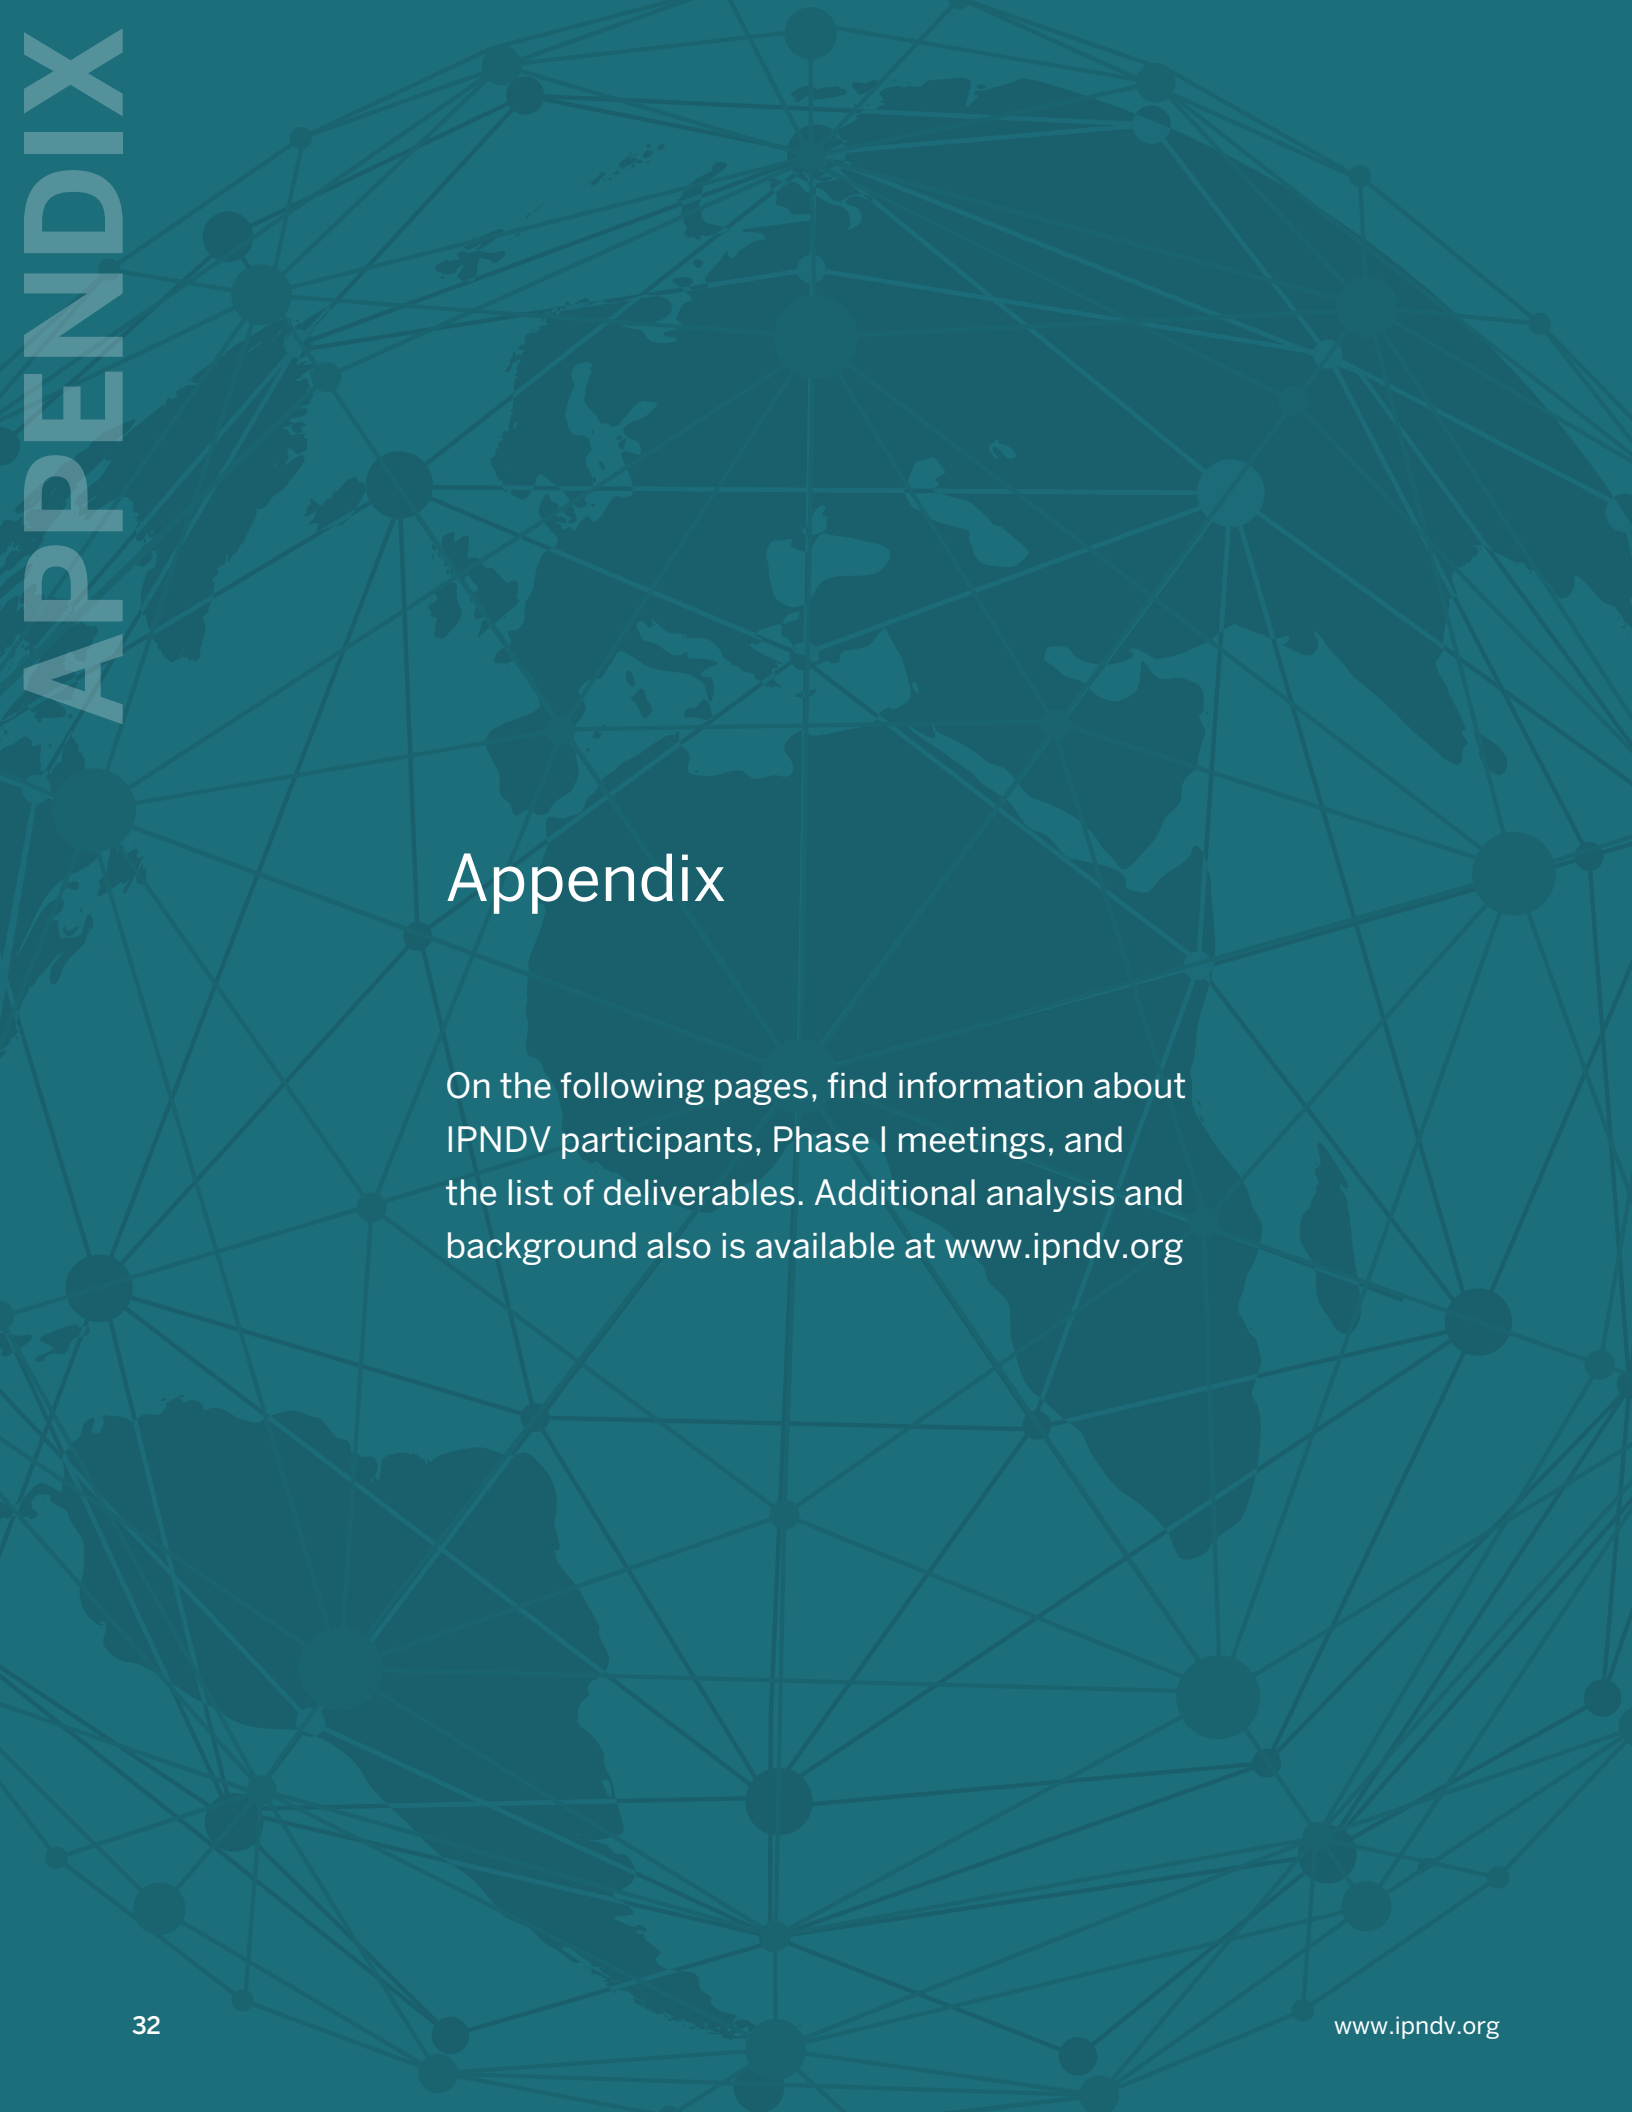 APPENDIX
Appendix
On the following pages, find information about
IPNDV participants, Phase I meetings, and
the list of deliverables. Additional analysis and
background also is available at www.ipndv.org
32
www.ipndv.org